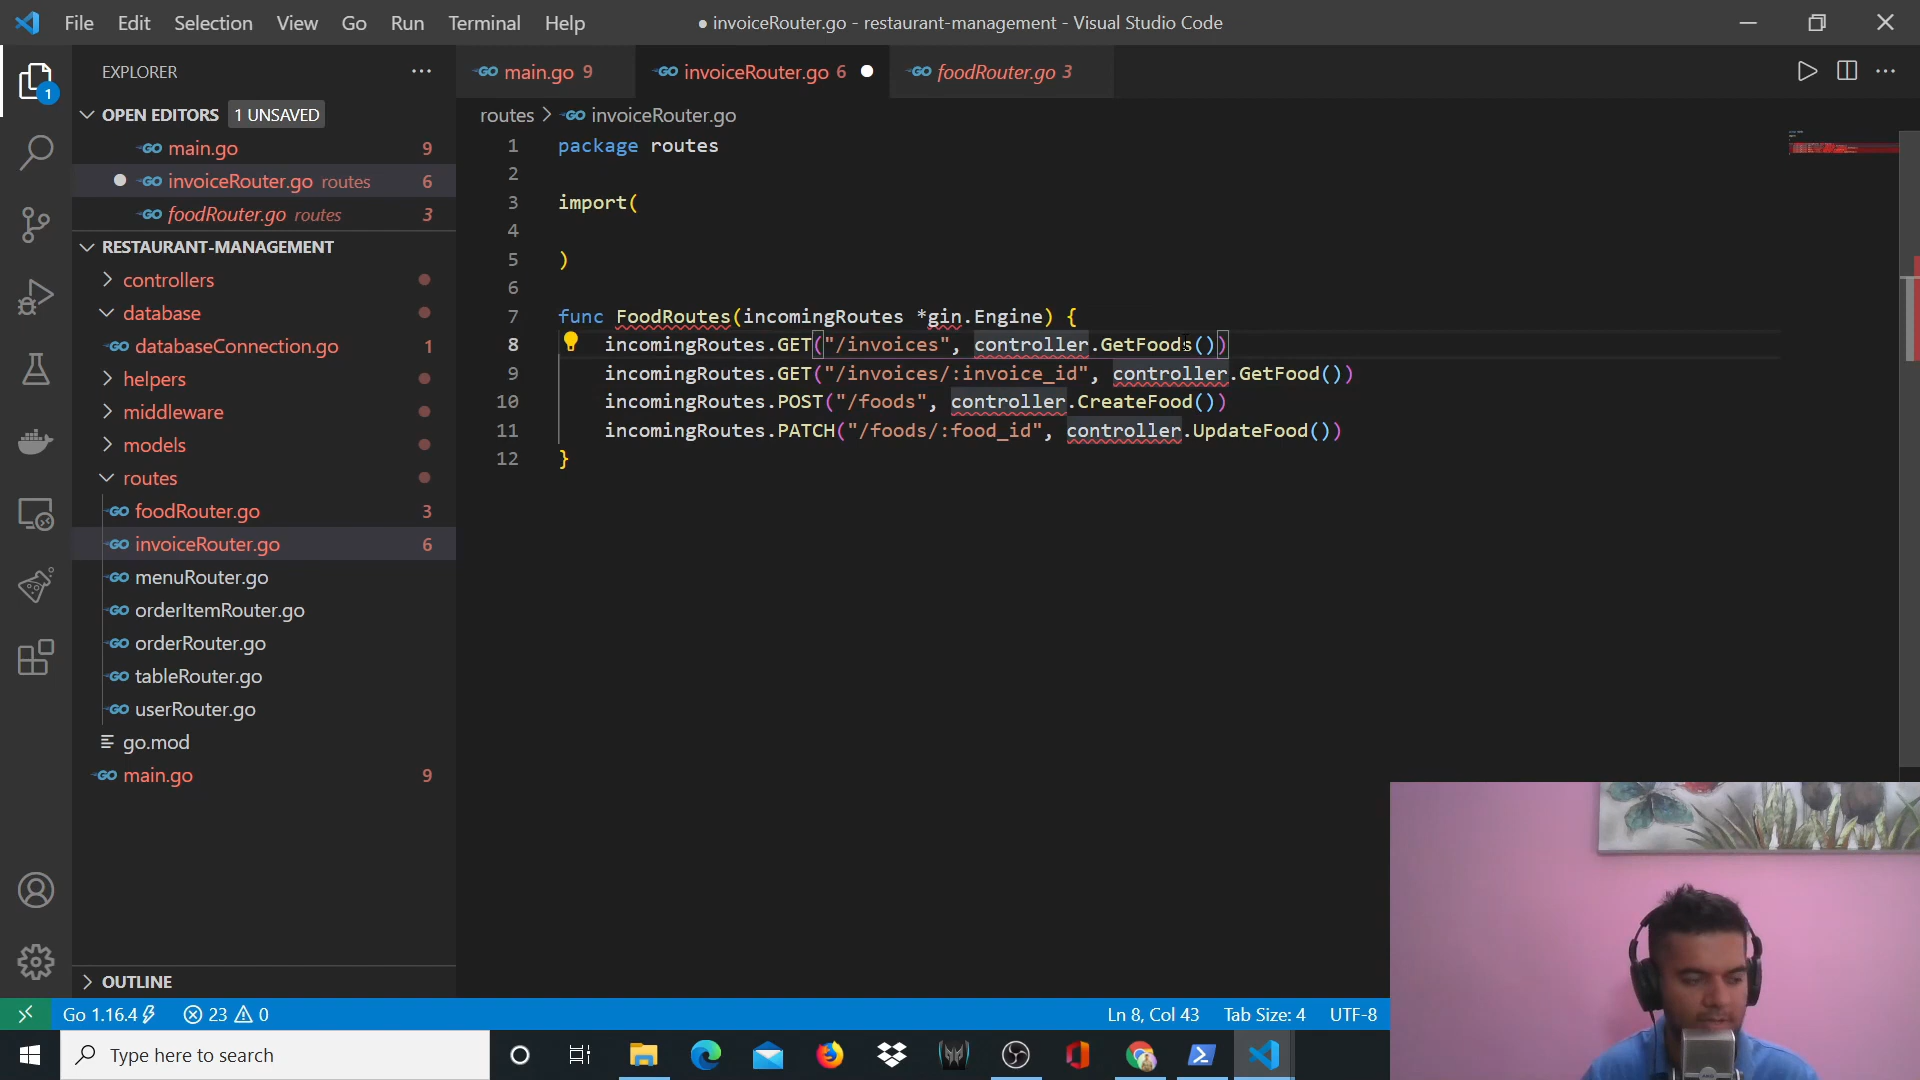 File Edit Selection View Go Run Terminal Help
● invoiceRouter.go - restaurant-management - Visual Studio Code
EXPLORER
1
OPEN EDITORS 1 UNSAVED
main.go 9
invoiceRouter.go routes 6
foodRouter.go routes 3
RESTAURANT-MANAGEMENT
controllers
database
databaseConnection.go 1
helpers
middleware
models
routes
foodRouter.go 3
invoiceRouter.go 6
menuRouter.go
orderItemRouter.go
orderRouter.go
tableRouter.go
userRouter.go
go.mod
main.go 9
OUTLINE
main.go 9
invoiceRouter.go 6
foodRouter.go 3
routes > invoiceRouter.go
1 package routes
2
3 import(
4
5 )
6
7 func FoodRoutes(incomingRoutes *gin.Engine) {
8 incomingRoutes.GET("/invoices", controller.GetFoods())
9 incomingRoutes.GET("/invoices/:invoice_id", controller.GetFood())
10 incomingRoutes.POST("/foods", controller.CreateFood())
11 incomingRoutes.PATCH("/foods/:food_id", controller.UpdateFood())
12 }
Go 1.16.4 23 0
Ln 8, Col 43 Tab Size: 4 UTF-8
Type here to search